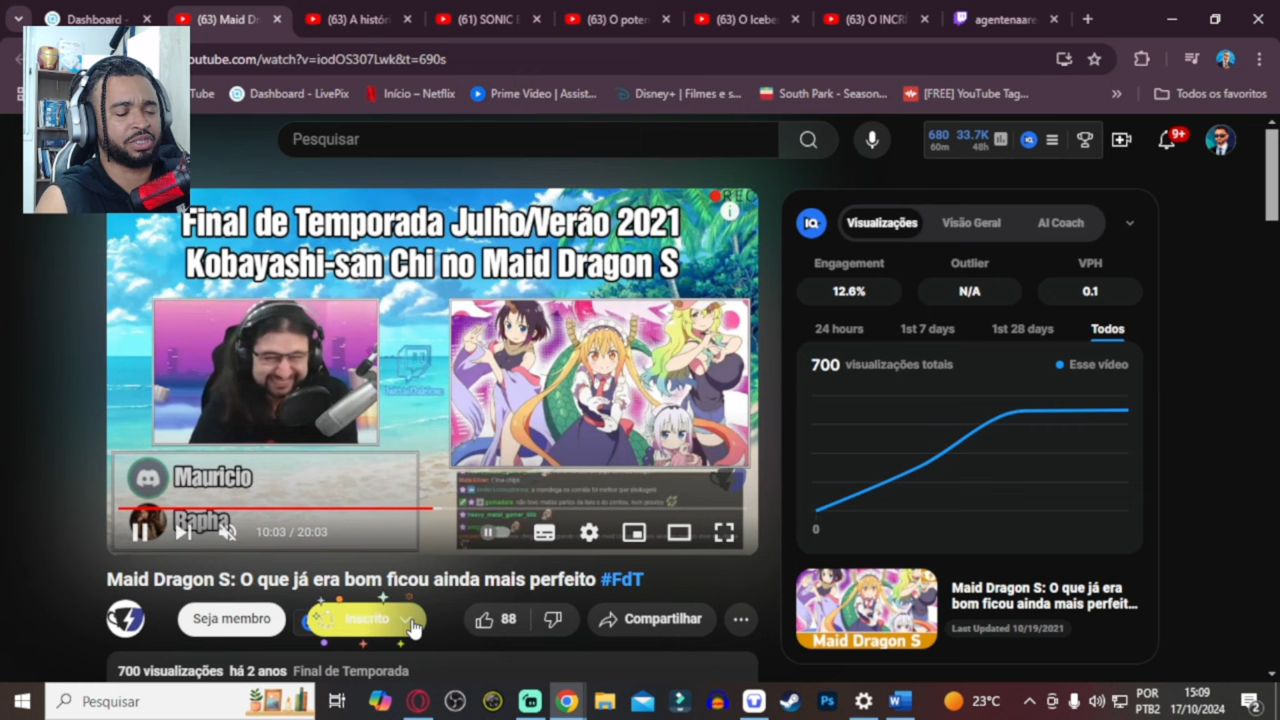 Dashboard -
(63) Maid Dr
(63) A histór
(61) SONIC
(63) O poten
(63) O Icebe
(63) O INCRÍ
agentenaare
outube.com/watch?v=iodOS307Lwk&t=690s
Tube
Dashboard - LivePix
Início – Netflix
Prime Video | Assist...
Disney+ | Filmes e s...
South Park - Season...
[FREE] YouTube Tag...
»
Todos os favoritos
Pesquisar
680 33.7K
60m 48h
9+
REC
Final de Temporada Julho/Verão 2021
Kobayashi-san Chi no Maid Dragon S
Mauricio
Rapha
10:03 / 20:03
Maid Dragon S: O que já era bom ficou ainda mais perfeito #FdT
Seja membro
Inscrito
88
Compartilhar
700 visualizações há 2 anos Final de Temporada
IQ
Visualizações
Visão Geral
AI Coach
Engagement
Outlier
VPH
12.6%
N/A
0.1
24 hours
1st 7 days
1st 28 days
Todos
700 visualizações totais
Esse vídeo
0
Maid Dragon S
Maid Dragon S: O que já
era bom ficou ainda mais perfeit...
Last Updated 10/19/2021
Pesquisar
23°C
POR
PTB2
15:09
17/10/2024
2